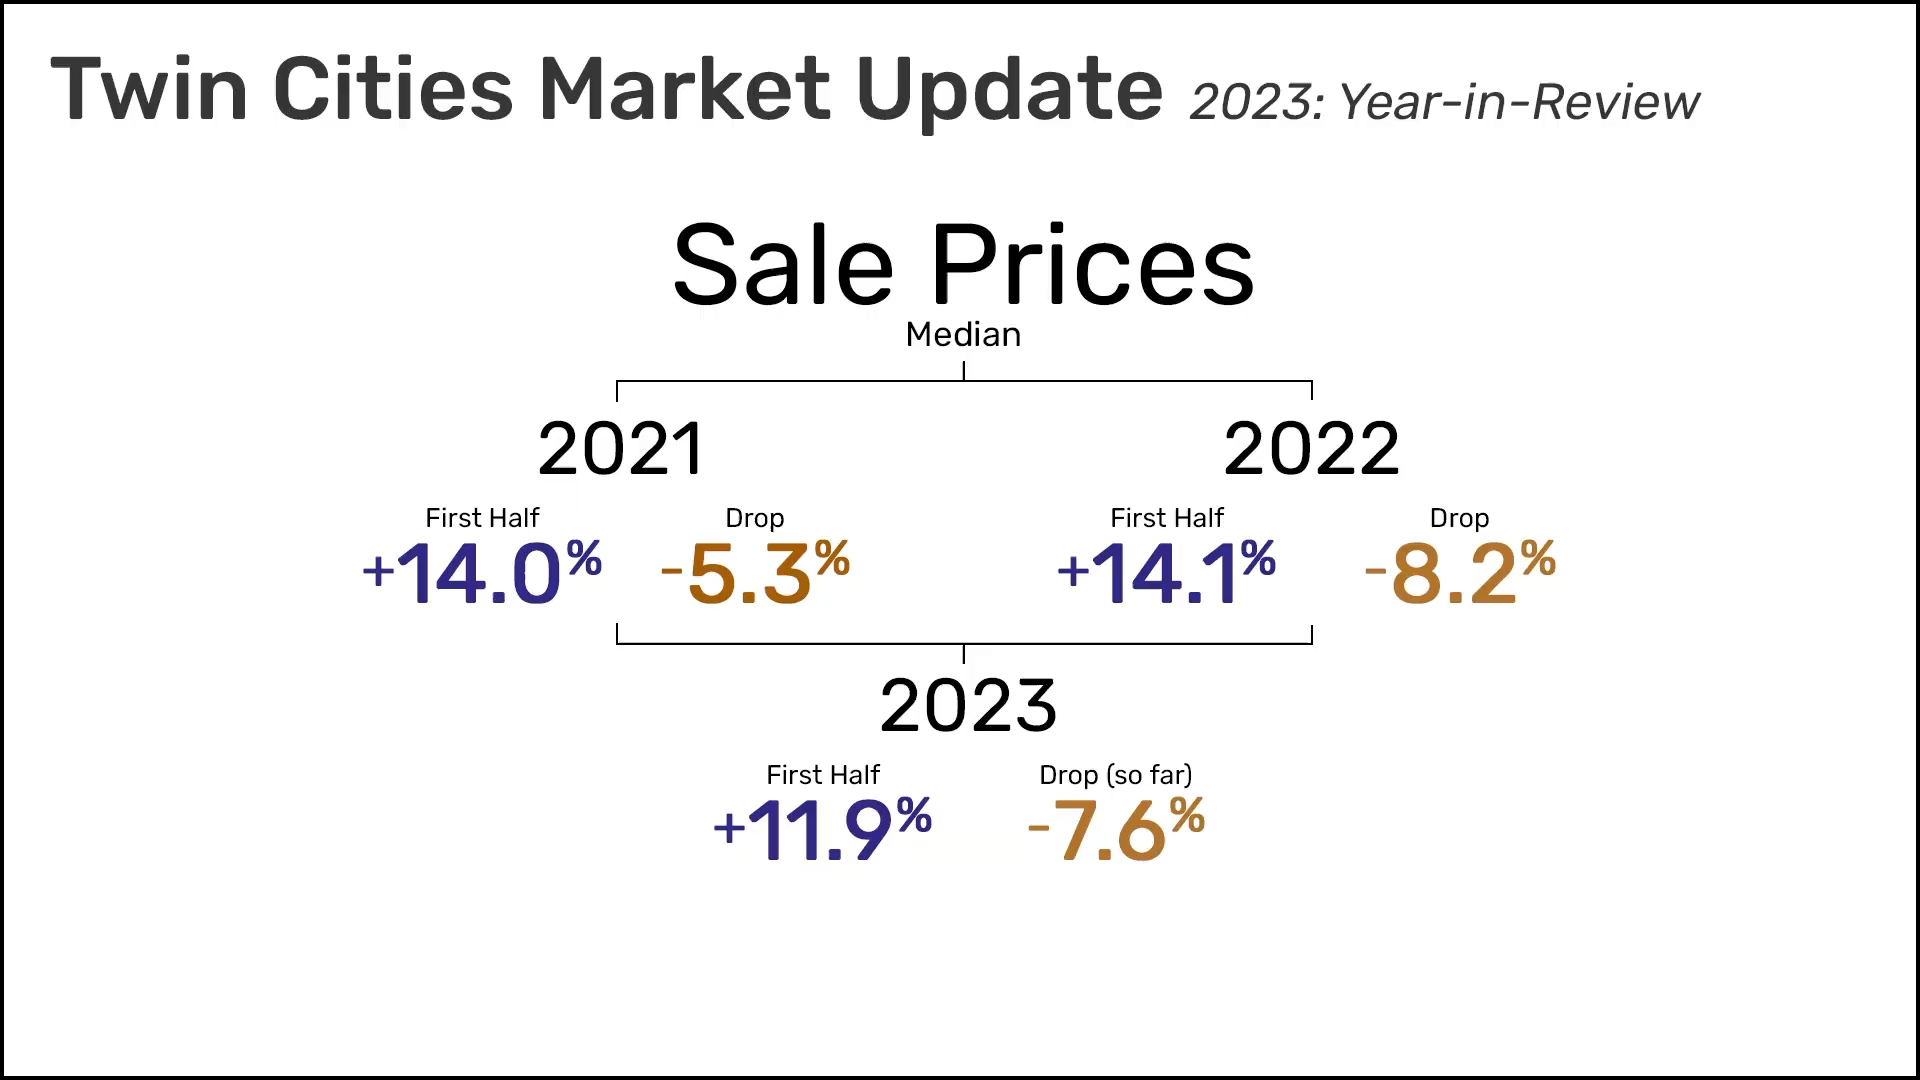 Twin Cities Market Update 2023: Year-in-Review
Sale Prices
Median
2021
First Half
+14.0%
Drop
-5.3%
2022
First Half
+14.1%
Drop
-8.2%
2023
First Half
+11.9%
Drop (so far)
-7.6%